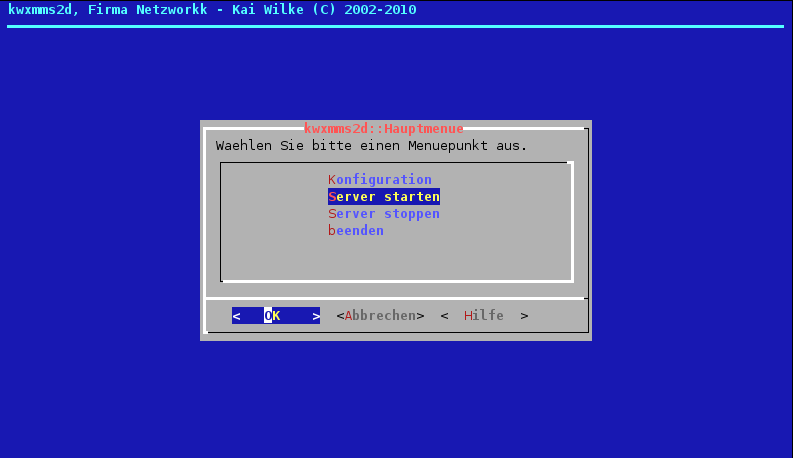 kwxmms2d, Firma Netzworkk - Kai Wilke (C) 2002-2010
kwxmms2d::Hauptmenue
Waehlen Sie bitte einen Menuepunkt aus.
Konfiguration
Server starten
Server stoppen
beenden
<   OK    >  <Abbrechen>  <  Hilfe  >